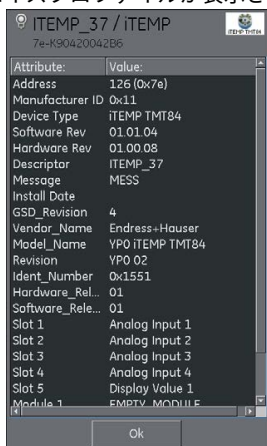 ITEMP_37 / iTEMP
7e-K90420042B6
iTEMP TMT84
Attribute: Value:
Address 126 (0x7e)
Manufacturer ID 0x11
Device Type iTEMP TMT84
Software Rev 01.01.04
Hardware Rev 01.00.08
Descriptor ITEMP_37
Message MESS
Install Date
GSD_Revision 4
Vendor_Name Endress+Hauser
Model_Name YP0 iTEMP TMT84
Revision YP0 02
Ident_Number 0x1551
Hardware_Rel... 01
Software_Rele... 01
Slot 1 Analog Input 1
Slot 2 Analog Input 2
Slot 3 Analog Input 3
Slot 4 Analog Input 4
Slot 5 Display Value 1
Module 1 EMPTY_MODULE
Ok